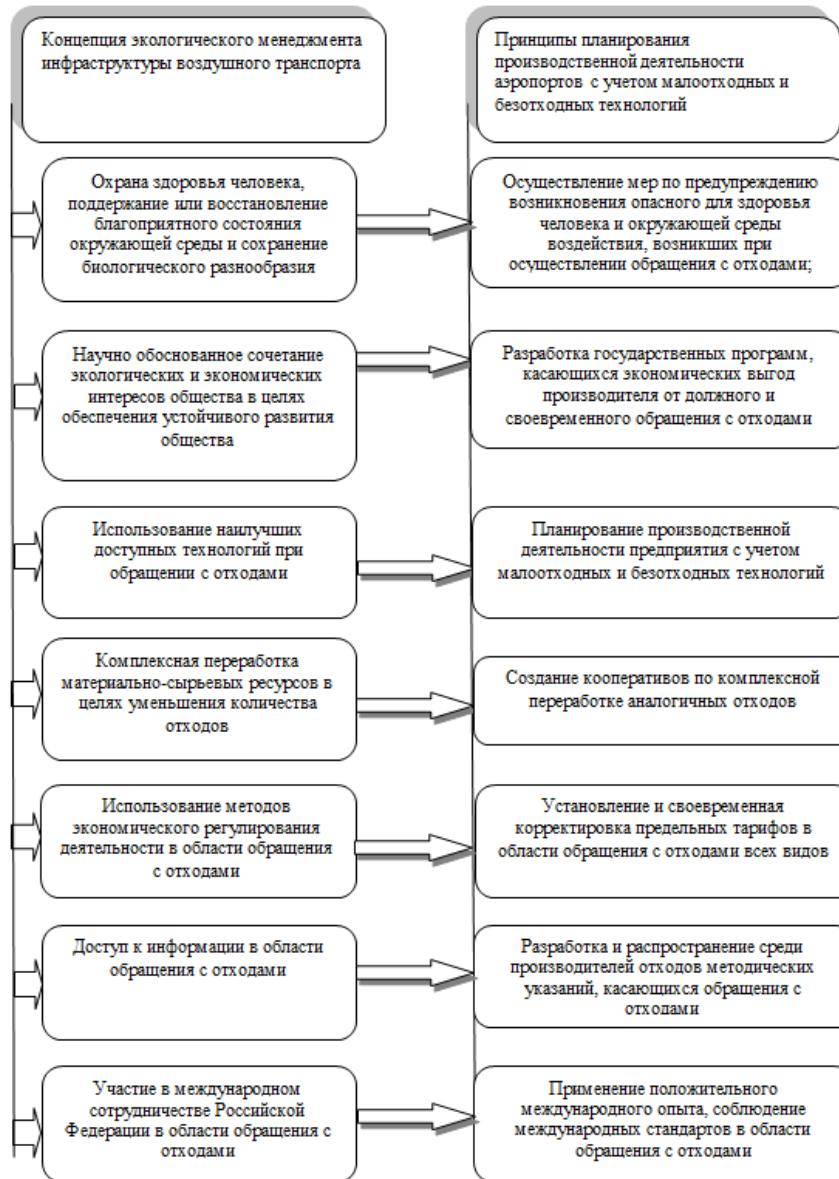 Концепция экологического менеджмента
инфраструктуры воздушного транспорта
Принципы планирования
производственной деятельности
аэропортов с учетом малоотходных и
безотходных технологий
Охрана здоровья человека,
поддержание или восстановление
благоприятного состояния
окружающей среды и сохранение
биологического разнообразия
Осуществление мер по предупреждению
возникновения опасного для здоровья
человека и окружающей среды
воздействия, возникших при
осуществлении обращения с отходами;
Научно обоснованное сочетание
экологических и экономических
интересов общества в целях
обеспечения устойчивого развития
общества
Разработка государственных программ,
касающихся экономических выгод
производителя от должного и
своевременного обращения с отходами
Использование наилучших
доступных технологий при
обращении с отходами
Планирование производственной
деятельности предприятия с учетом
малоотходных и безотходных технологий
Комплексная переработка
материально-сырьевых ресурсов в
целях уменьшения количества
отходов
Создание кооперативов по комплексной
переработке аналогичных отходов
Использование методов
экономического регулирования
деятельности в области обращения
с отходами
Установление и своевременная
корректировка предельных тарифов в
области обращения с отходами всех видов
Доступ к информации в области
обращения с отходами
Разработка и распространение среди
производителей отходов методических
указаний, касающихся обращения с
отходами
Участие в международном
сотрудничестве Российской
Федерации в области обращения с
отходами
Применение положительного
международного опыта, соблюдение
международных стандартов в области
обращения с отходами